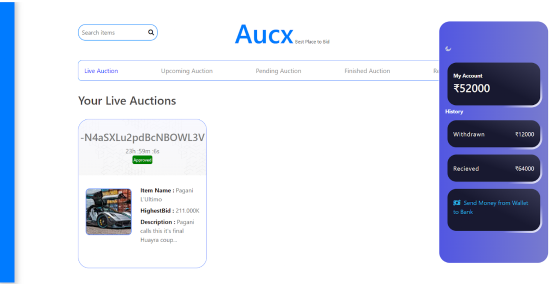 Search Items
Aucx Best Place to Bid
Live Auction Upcoming Auction Pending Auction Finished Auction
Your Live Auctions
-N4aSXLu2pdBcNBOWL3V
23h :59m :6s
Approved
Item Name : Pagani
L'Ultimo
HighestBid : 211.000K
Description : Pagani
calls this it's final
Huayra coup...
My Account
₹52000
History
Withdrawn ₹12000
Recieved ₹64000
Send Money from Wallet
to Bank